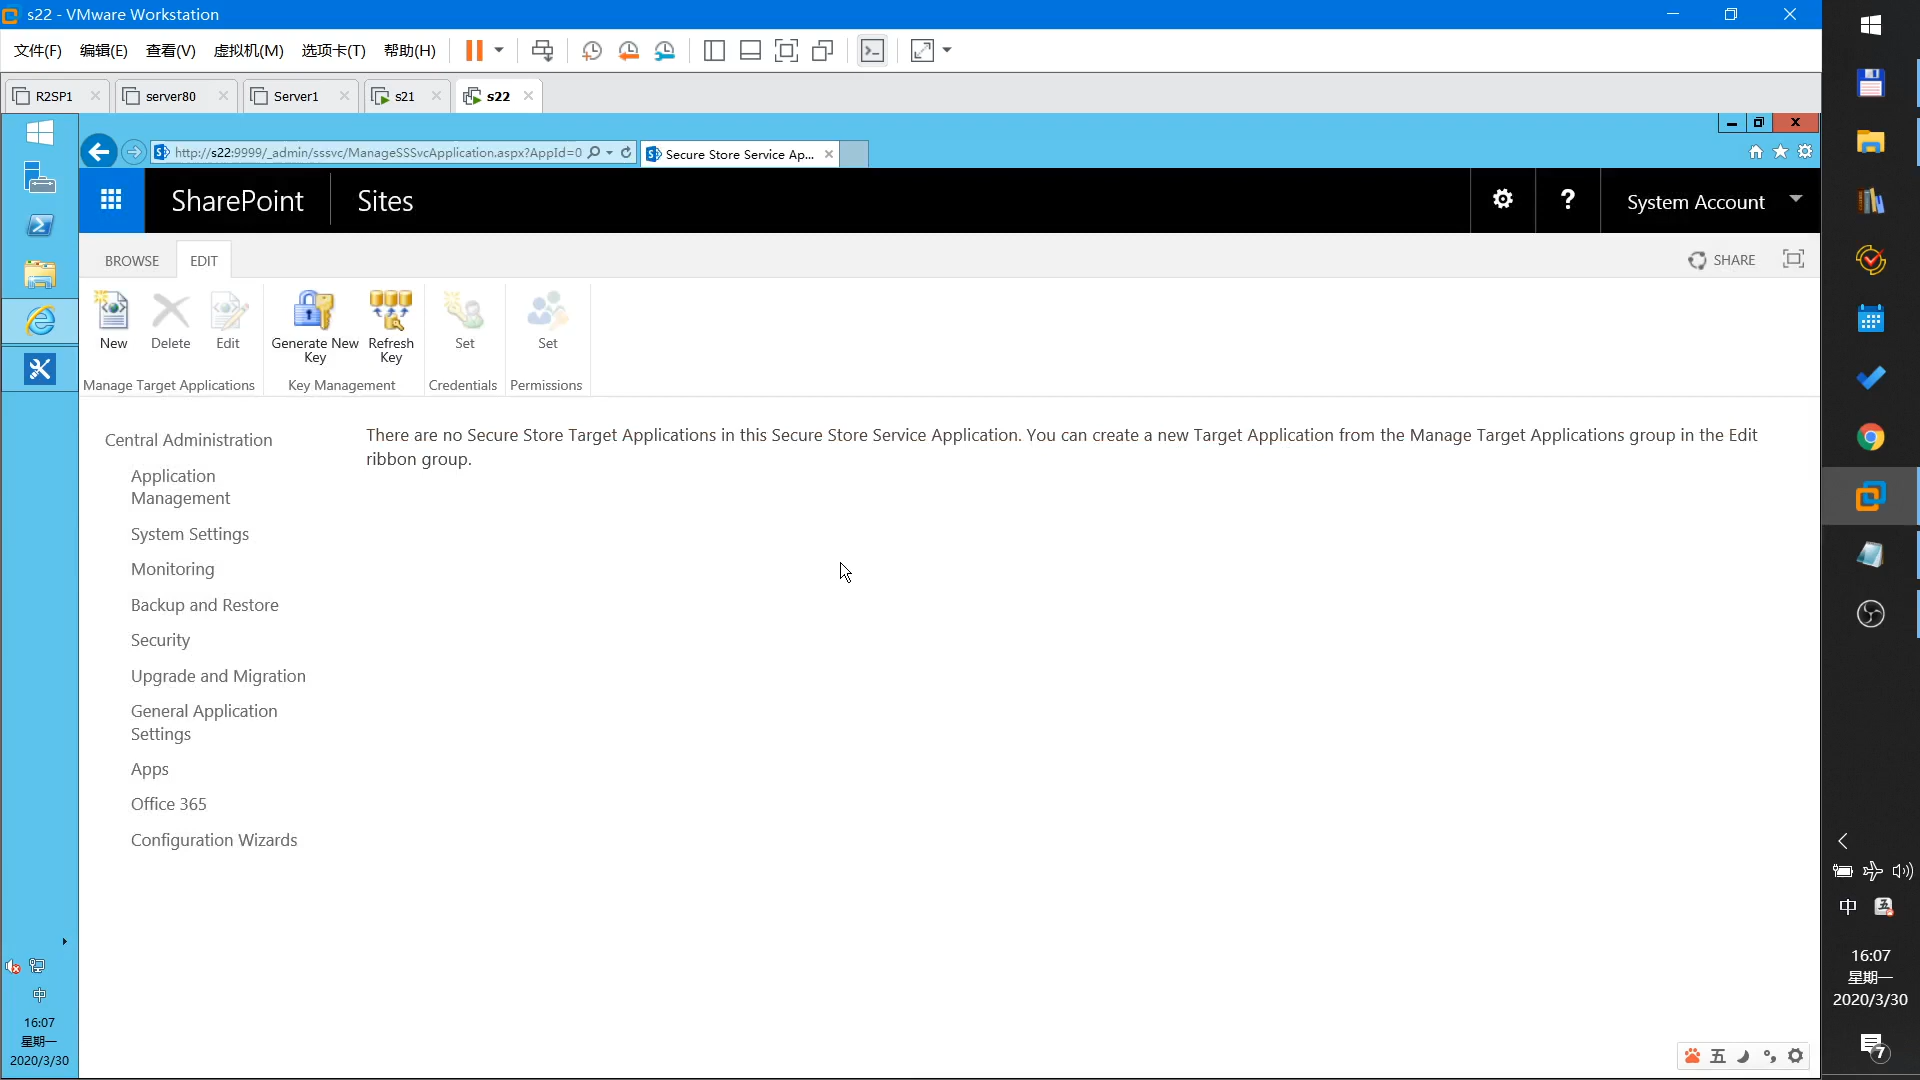 s22 - VMware Workstation
文件(F) 编辑(E) 查看(V) 虚拟机(M) 选项卡(T) 帮助(H)
R2SP1 server80 Server1 s21 s22
http://s22:9999/_admin/sssvc/ManageSSSvcApplication.aspx?AppId=0 Secure Store Service Ap...
SharePoint Sites ? System Account
BROWSE EDIT SHARE
New Delete Edit Generate New Key Refresh Key Set Set
Manage Target Applications Key Management Credentials Permissions
Central Administration
Application
Management
System Settings
Monitoring
Backup and Restore
Security
Upgrade and Migration
General Application
Settings
Apps
Office 365
Configuration Wizards
There are no Secure Store Target Applications in this Secure Store Service Application. You can create a new Target Application from the Manage Target Applications group in the Edit
ribbon group.
中
16:07
星期一
2020/3/30
五
中 五
16:07
星期一
2020/3/30
7